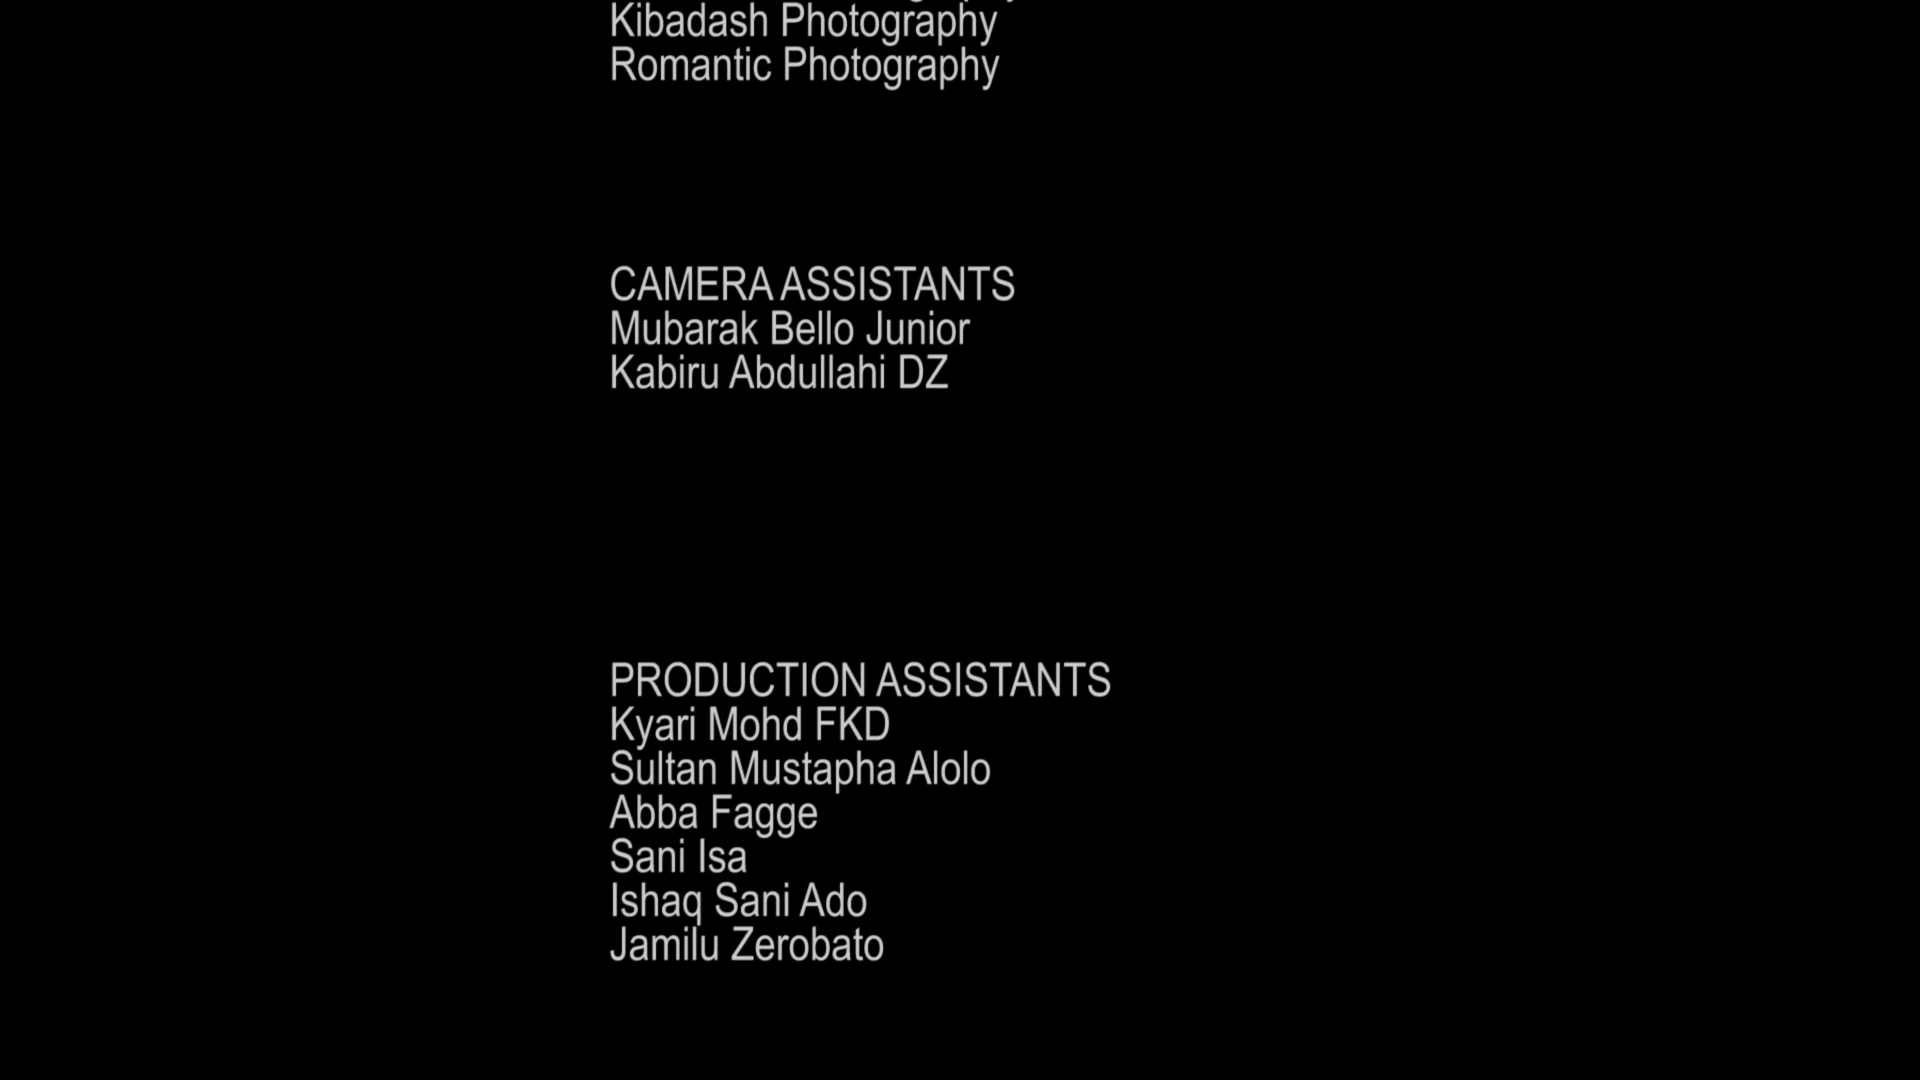 Kibadash Photography
Romantic Photography
CAMERA ASSISTANTS
Mubarak Bello Junior
Kabiru Abdullahi DZ
PRODUCTION ASSISTANTS
Kyari Mohd FKD
Sultan Mustapha Alolo
Abba Fagge
Sani Isa
Ishaq Sani Ado
Jamilu Zerobato